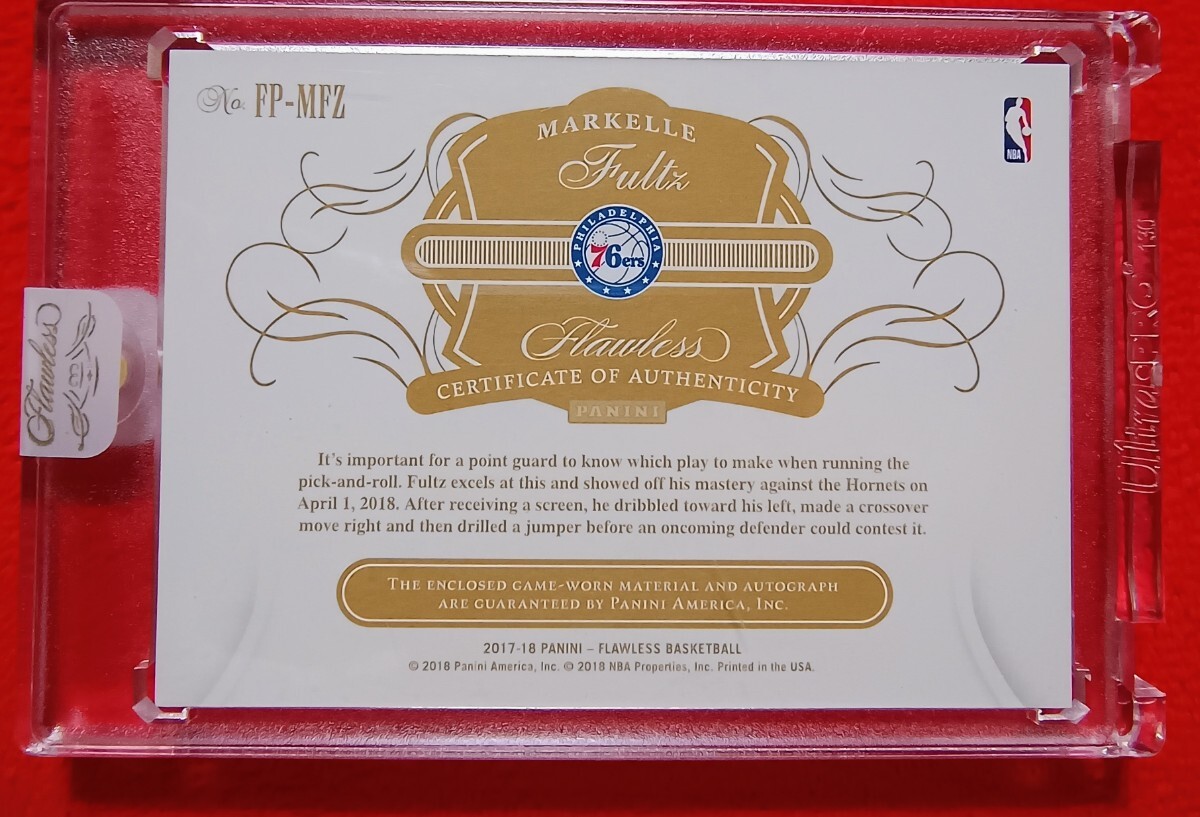 No. FP-MFZ
MARKELLE
Fultz
NBA
PHILADELPHIA
76ers
Flawless
CERTIFICATE OF AUTHENTICITY
PANINI
It's important for a point guard to know which play to make when running the
pick-and-roll. Fultz excels at this and showed off his mastery against the Hornets on
April 1, 2018. After receiving a screen, he dribbled toward his left, made a crossover
move right and then drilled a jumper before an oncoming defender could contest it.
THE ENCLOSED GAME-WORN MATERIAL AND AUTOGRAPH
ARE GUARANTEED BY PANINI AMERICA, INC.
2017-18 PANINI – FLAWLESS BASKETBALL
© 2018 Panini America, Inc. © 2018 NBA Properties, Inc. Printed in the USA.
Flawless
UltraPRO 130